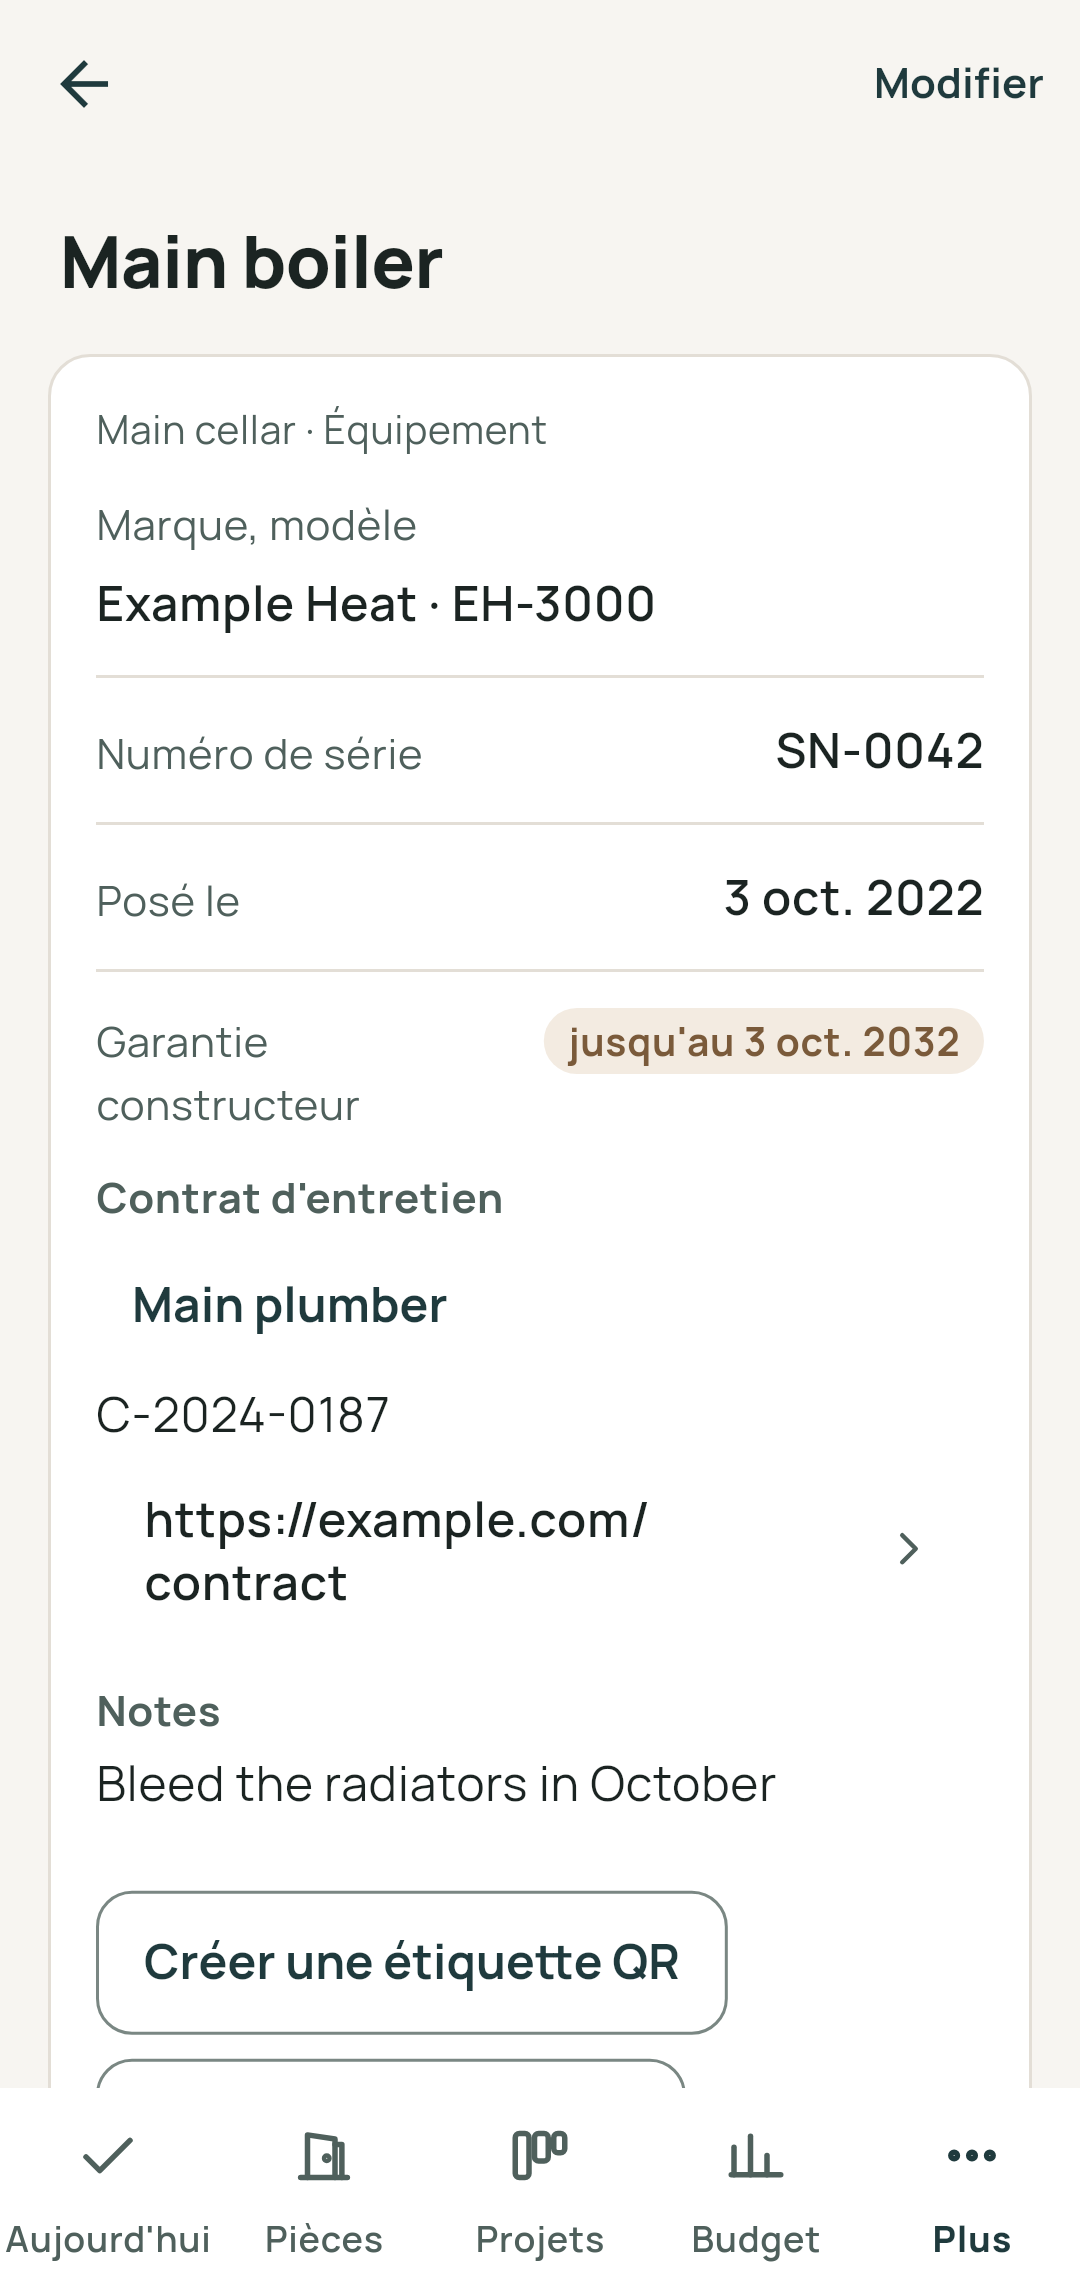 Modifier
Main boiler
Main cellar · Équipement
Marque, modèle
Example Heat · EH-3000
Numéro de série
SN-0042
Posé le
3 oct. 2022
Garantie
constructeur
jusqu'au 3 oct. 2032
Contrat d'entretien
Main plumber
C-2024-0187
https://example.com/
contract
Notes
Bleed the radiators in October
Créer une étiquette QR
Aujourd'hui
Pièces
Projets
Budget
Plus